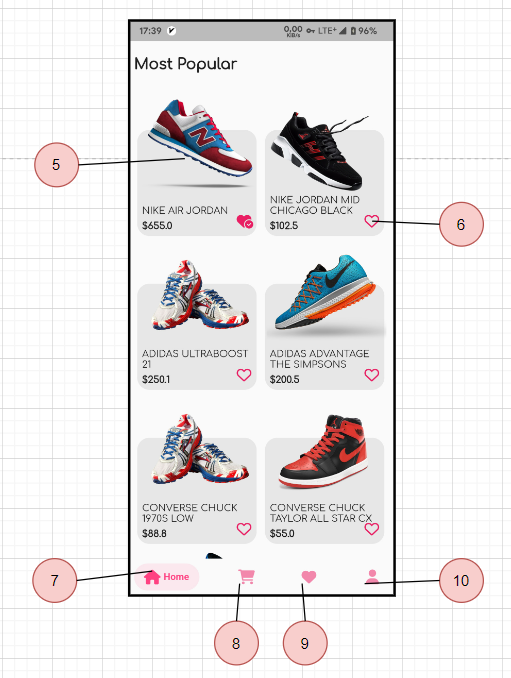 17:39
0,00
KiB/s
LTE+
96%
Most Popular
5
NIKE AIR JORDAN
$655.0
NIKE JORDAN MID
CHICAGO BLACK
$102.5
6
ADIDAS ULTRABOOST
21
$250.1
ADIDAS ADVANTAGE
THE SIMPSONS
$200.5
CONVERSE CHUCK
1970S LOW
$88.8
CONVERSE CHUCK
TAYLOR ALL STAR CX
$55.0
7
Home
10
8
9